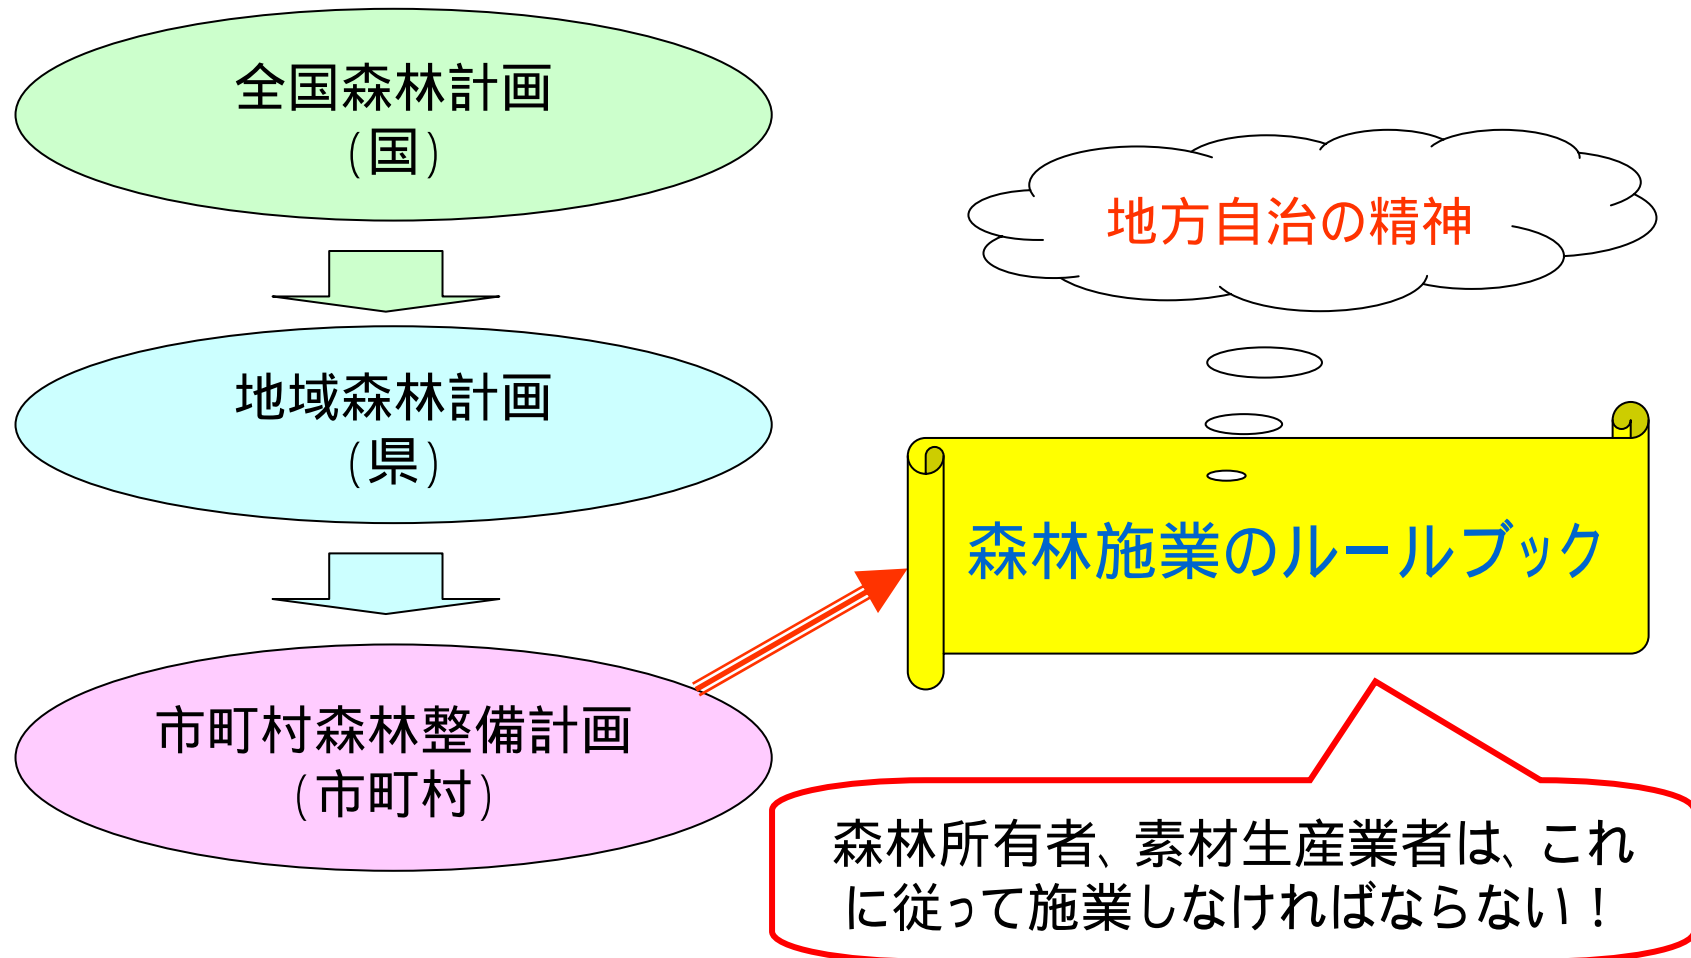 全国森林計画
(国)
地域森林計画
(県)
市町村森林整備計画
(市町村)
地方自治の精神
森林施業のルールブック
森林所有者、素材生産業者は、これ
に従って施業しなければならない！